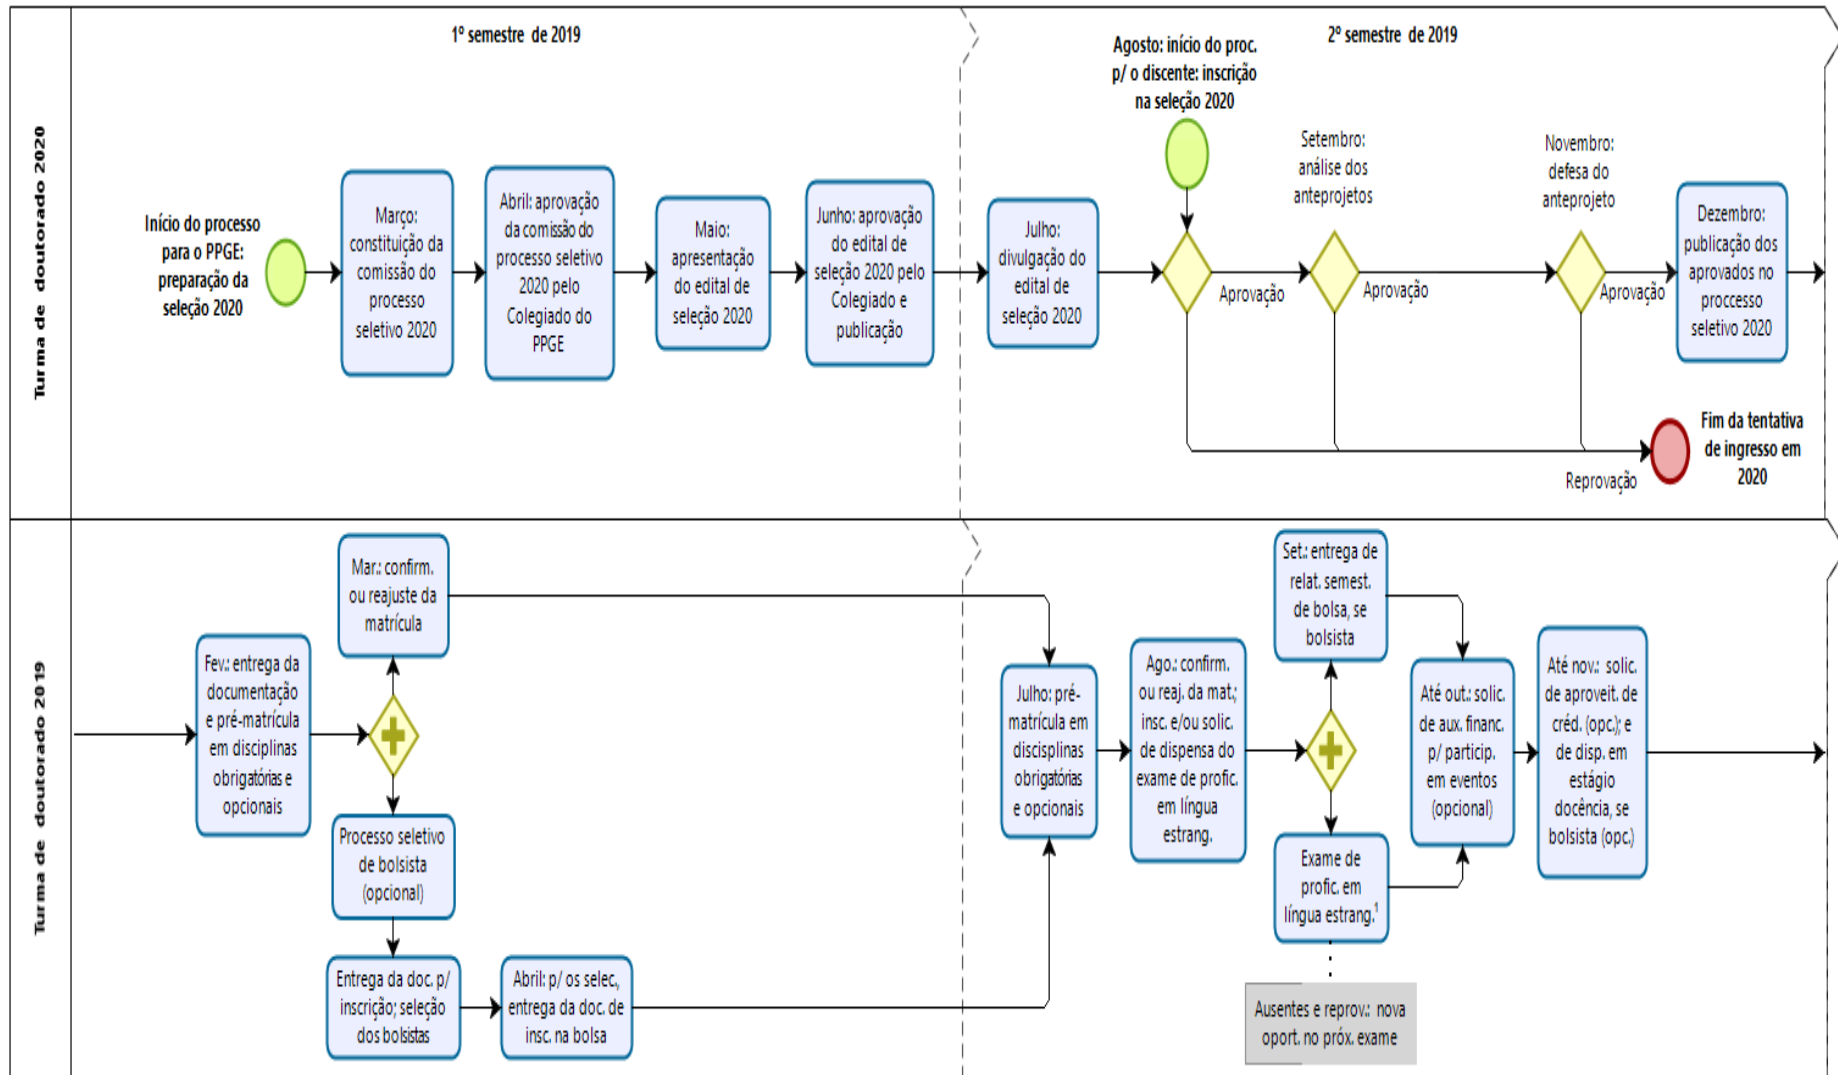 1º semestre de 2019
2º semestre de 2019
Turma de doutorado 2020
Início do processo
para o PPGE:
preparação da
seleção 2020
Março:
constituição da
comissão do
processo
seletivo 2020
Abril: aprovação
da comissão do
processo seletivo
2020 pelo
Colegiado do
PPGE
Maio:
apresentação
do edital de
seleção 2020
Junho: aprovação
do edital de
seleção 2020 pelo
Colegiado e
publicação
Julho:
divulgação do
edital de
seleção 2020
Agosto: início do proc.
p/ o discente: inscrição
na seleção 2020
Aprovação
Setembro:
análise dos
anteprojetos
Aprovação
Novembro:
defesa do
anteprojeto
Aprovação
Dezembro:
publicação dos
aprovados no
proccesso
seletivo 2020
Reprovação
Fim da tentativa
de ingresso em
2020
Turma de doutorado 2019
Fev.: entrega da
documentação
e pré-matrícula
em disciplinas
obrigatórias e
opcionais
Mar.: confirm.
ou reajuste da
matrícula
Processo seletivo
de bolsista
(opcional)
Entrega da doc. p/
inscrição; seleção
dos bolsistas
Abril: p/ os selec.,
entrega da doc. de
insc. na bolsa
Julho: pré-
matrícula em
discisplinas
obrigatórias
e opcionais
Ago.: confirm.
ou reaj. da mat.;
insc. e/ou solic.
de dispensa do
exame de profic.
em língua
estrang.
Set.: entrega de
relat. semest.
de bolsa, se
bolsista
Exame de
profic. em
língua estrang.¹
Ausentes e reprov.: nova
oport. no próx. exame
Até out.: solic.
de aux. financ.
p/ particip.
em eventos
(opcional)
Até nov.: solic.
de aproveit. de
créd. (opc.); e
de disp. em
estágio
docência, se
bolsista (opc.)